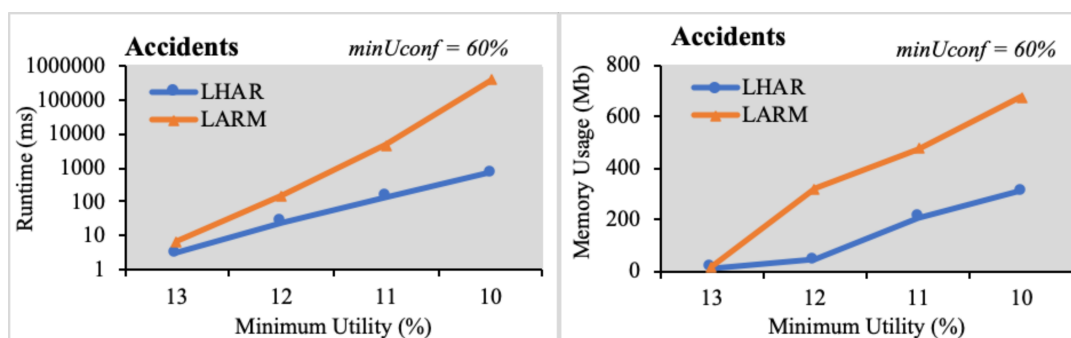 Accidents
minUconf = 60%
1000000
100000
10000
1000
100
10
1
Runtime (ms)
LHAR
LARM
13 12 11 10
Minimum Utility (%)
Accidents
minUconf = 60%
800
600
400
200
0
Memory Usage (Mb)
LHAR
LARM
13 12 11 10
Minimum Utility (%)